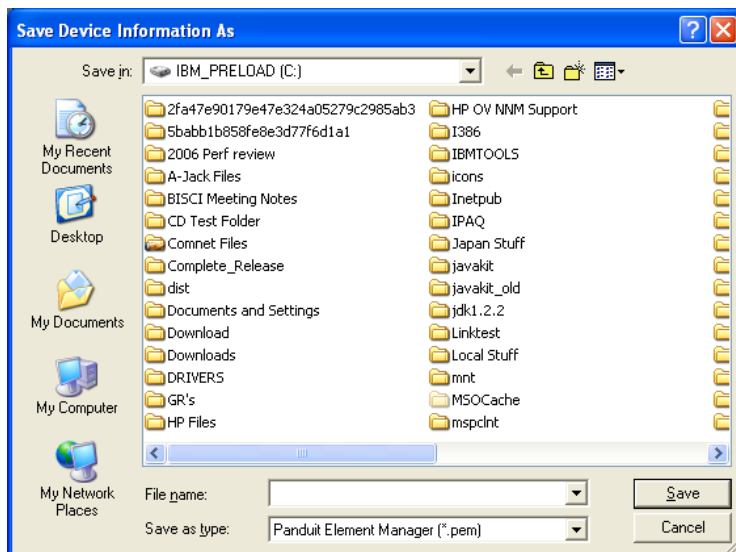 Save Device Information As
Save in: IBM_PRELOAD (C:)
My Recent
Documents
Desktop
My Documents
My Computer
My Network
Places
2fa47e90179e47e324a05279c2985ab3
5babb1b858fe8e3d77f6d1a1
2006 Perf review
A-Jack Files
BISCI Meeting Notes
CD Test Folder
Comnet Files
Complete_Release
dist
Documents and Settings
Download
Downloads
DRIVERS
GR's
HP Files
HP OV NNM Support
I386
IBMTOOLS
icons
Inetpub
IPAQ
Japan Stuff
javakit
javakit_old
jdk1.2.2
Linktest
Local Stuff
mnt
MSOCache
mspclnt
File name:
Save
Save as type: Panduit Element Manager (*.pem)
Cancel